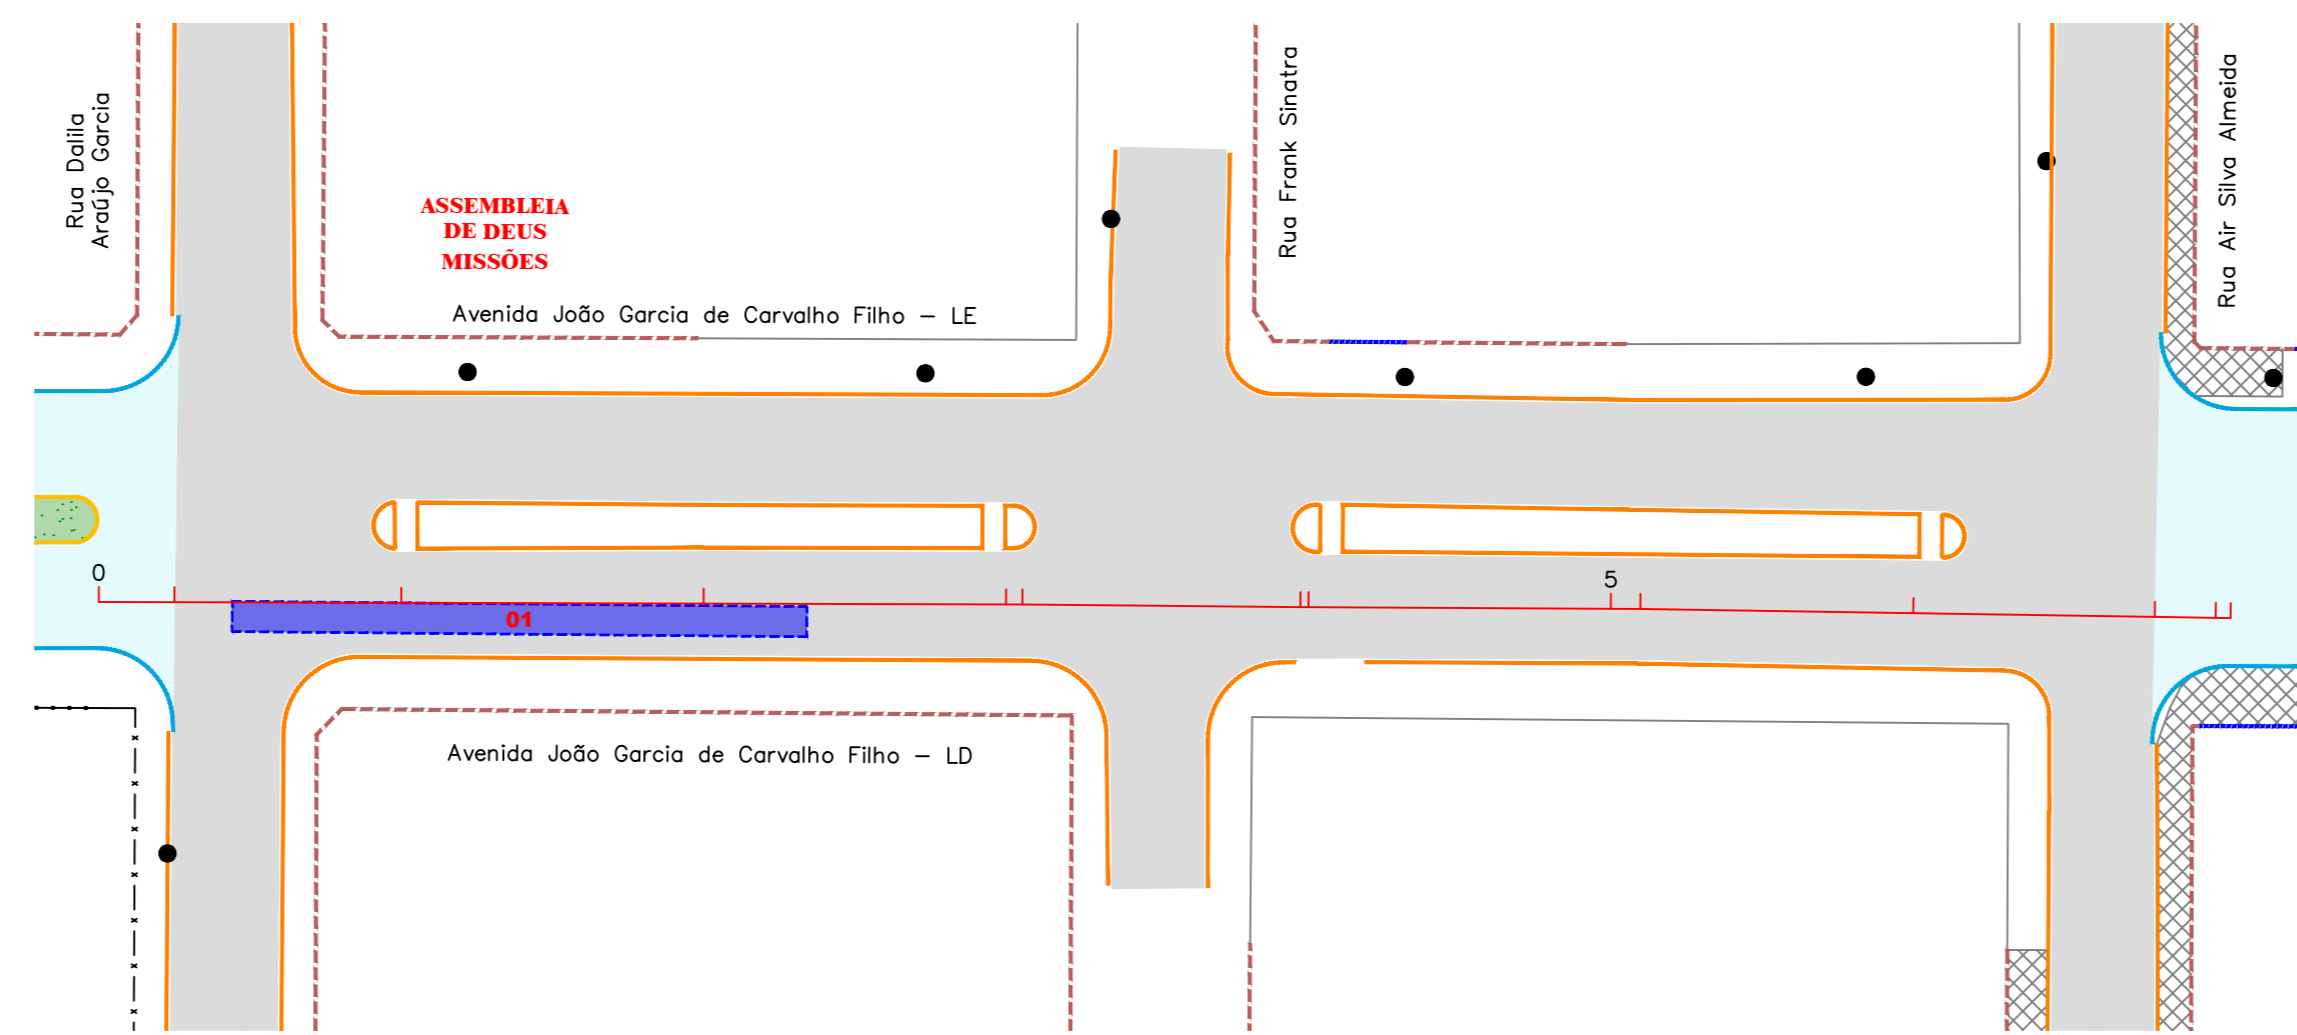 Rua Dalila
Araújo Garcia
ASSEMBLEIA
DE DEUS
MISSÕES
Avenida João Garcia de Carvalho Filho – LE
Rua Frank Sinatra
Rua Air Silva Almeida
0
5
01
Avenida João Garcia de Carvalho Filho – LD